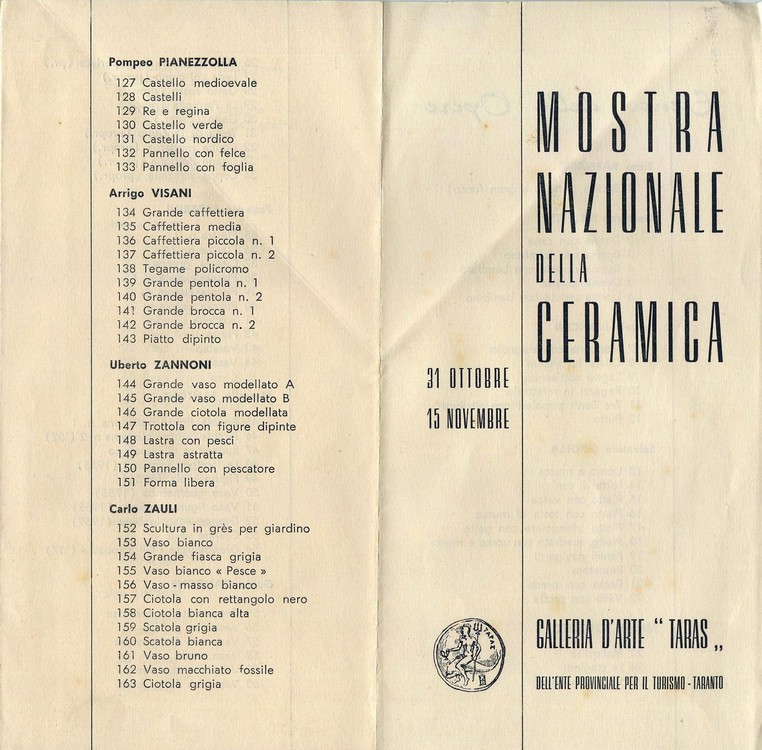 Pompeo PIANEZZOLLA
127 Castello medioevale
128 Castelli
129 Re e regina
130 Castello verde
131 Castello nordico
132 Pannello con felce
133 Pannello con foglia
Arrigo VISANI
134 Grande caffettiera
135 Caffettiera media
136 Caffettiera piccola n. 1
137 Caffettiera piccola n. 2
138 Tegame policromo
139 Grande pentola n. 1
140 Grande pentola n. 2
141 Grande brocca n. 1
142 Grande brocca n. 2
143 Piatto dipinto
Uberto ZANNONI
144 Grande vaso modellato A
145 Grande vaso modellato B
146 Grande ciotola modellata
147 Trottola con figure dipinte
148 Lastra con pesci
149 Lastra astratta
150 Pannello con pescatore
151 Forma libera
Carlo ZAULI
152 Scultura in grès per giardino
153 Vaso bianco
154 Grande fiasca grigia
155 Vaso bianco « Pesce »
156 Vaso - masso bianco
157 Ciotola con rettangolo nero
158 Ciotola bianca alta
159 Scatola grigia
160 Scatola bianca
161 Vaso bruno
162 Vaso macchiato fossile
163 Ciotola grigia
MOSTRA
NAZIONALE
DELLA
CERAMICA
31 OTTOBRE
15 NOVEMBRE
ΤΑΡΑΣ
GALLERIA D'ARTE “ TARAS „
DELL'ENTE PROVINCIALE PER IL TURISMO - TARANTO